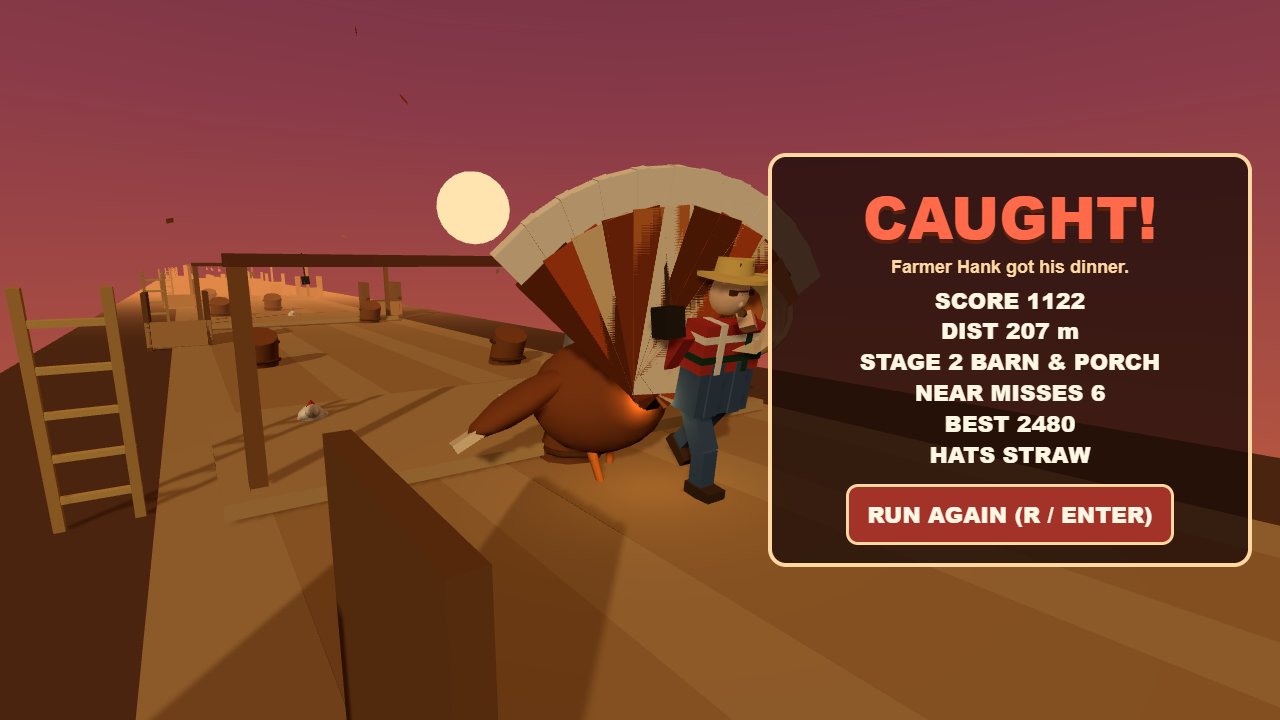 CAUGHT!
Farmer Hank got his dinner.
SCORE 1122
DIST 207 m
STAGE 2 BARN & PORCH
NEAR MISSES 6
BEST 2480
HATS STRAW
RUN AGAIN (R / ENTER)